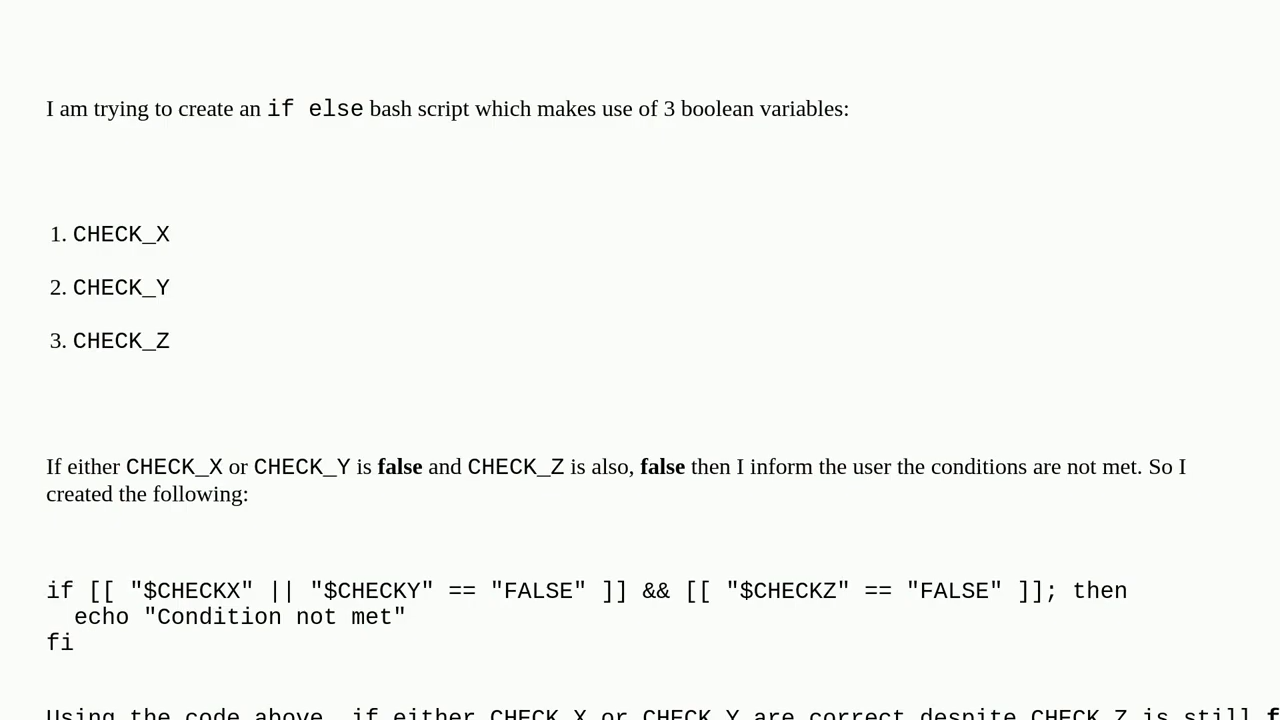 I am trying to create an if else bash script which makes use of 3 boolean variables:
1. CHECK_X
2. CHECK_Y
3. CHECK_Z
If either CHECK_X or CHECK_Y is false and CHECK_Z is also, false then I inform the user the conditions are not met. So I
created the following:
if [[ "$CHECKX" || "$CHECKY" == "FALSE" ]] && [[ "$CHECKZ" == "FALSE" ]]; then
  echo "Condition not met"
fi
Using the code above, if either CHECK_X or CHECK_Y are correct despite CHECK_Z is still